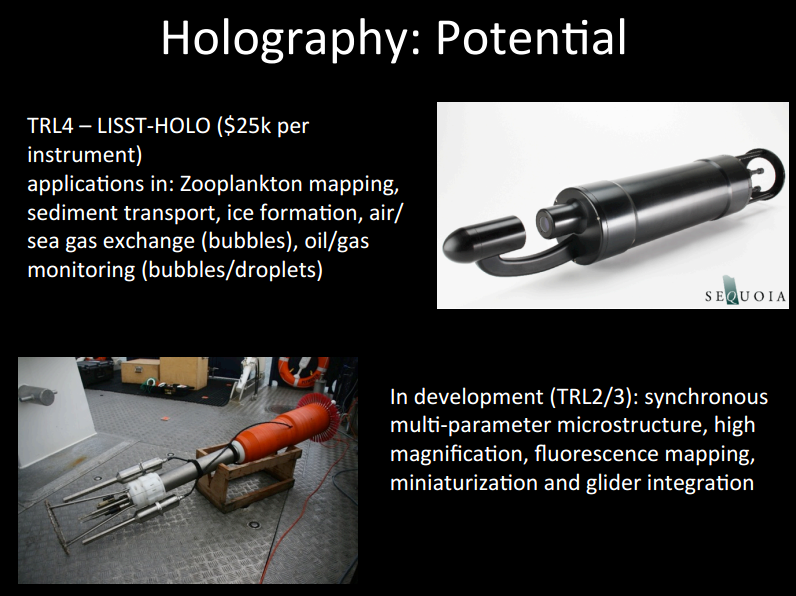 Holography: Potential
TRL4 – LISST-HOLO ($25k per
instrument)
applications in: Zooplankton mapping,
sediment transport, ice formation, air/
sea gas exchange (bubbles), oil/gas
monitoring (bubbles/droplets)
SEQUOIA
In development (TRL2/3): synchronous
multi-parameter microstructure, high
magnification, fluorescence mapping,
miniaturization and glider integration